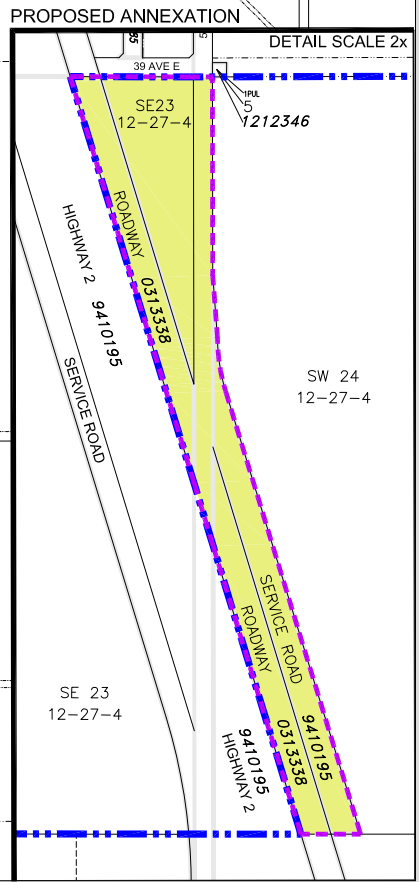 PROPOSED ANNEXATION
DETAIL SCALE 2x
39 AVE E
95
5
SE23
12-27-4
1PUL
5
1212346
ROADWAY
0313338
HIGHWAY 2
9410195
SERVICE ROAD
SW 24
12-27-4
SERVICE ROAD
9410195
ROADWAY
0313338
SE 23
12-27-4
9410195
HIGHWAY 2